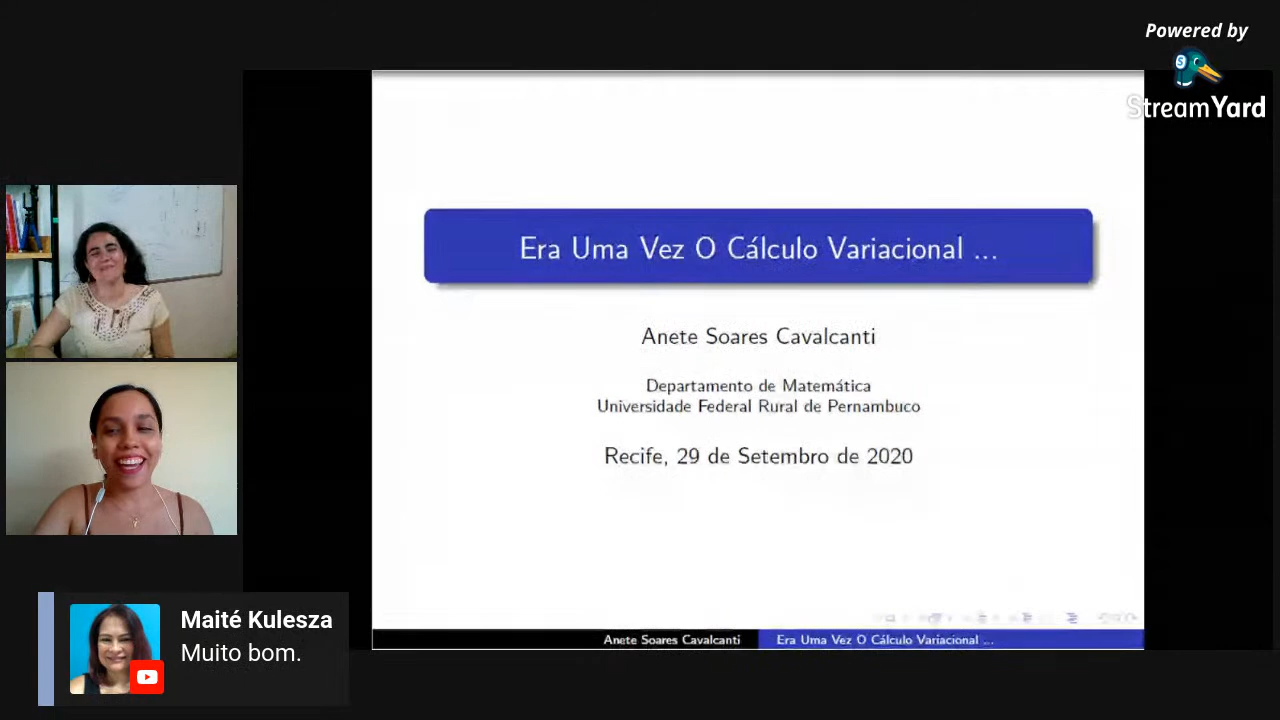 Powered by
StreamYard
Era Uma Vez O Cálculo Variacional ...
Anete Soares Cavalcanti
Departamento de Matemática
Universidade Federal Rural de Pernambuco
Recife, 29 de Setembro de 2020
Anete Soares Cavalcanti
Era Uma Vez O Cálculo Variacional ...
Maité Kulesza
Muito bom.